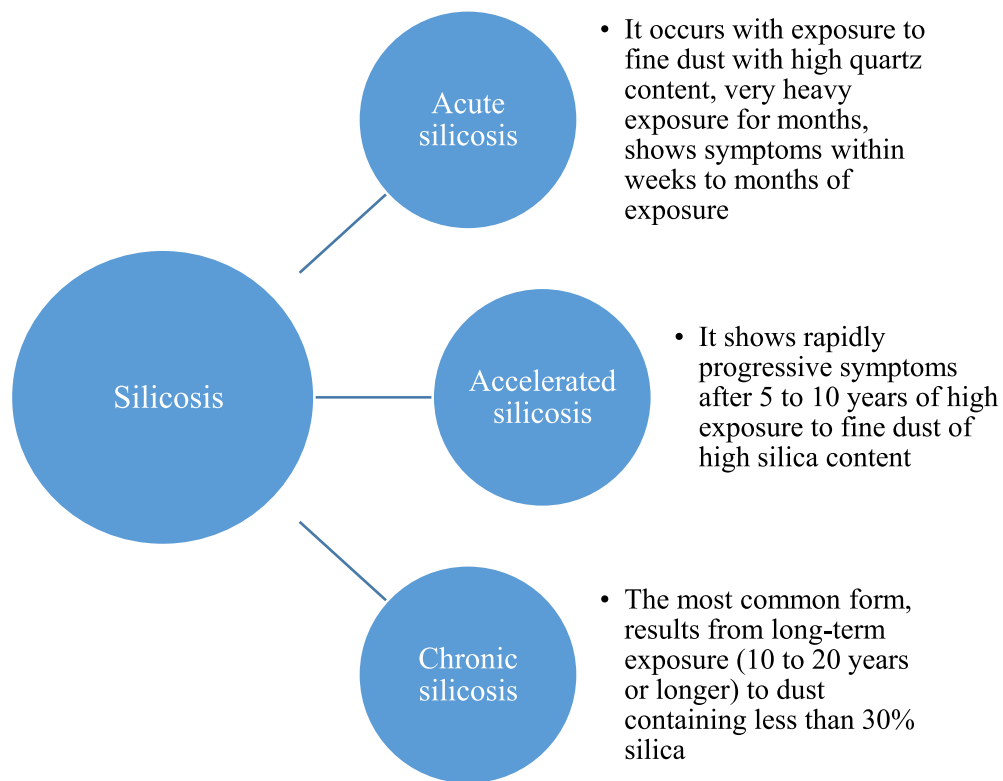 Silicosis
Acute
silicosis
• It occurs with exposure to
fine dust with high quartz
content, very heavy
exposure for months,
shows symptoms within
weeks to months of
exposure
Accelerated
silicosis
• It shows rapidly
progressive symptoms
after 5 to 10 years of high
exposure to fine dust of
high silica content
Chronic
silicosis
• The most common form,
results from long-term
exposure (10 to 20 years
or longer) to dust
containing less than 30%
silica